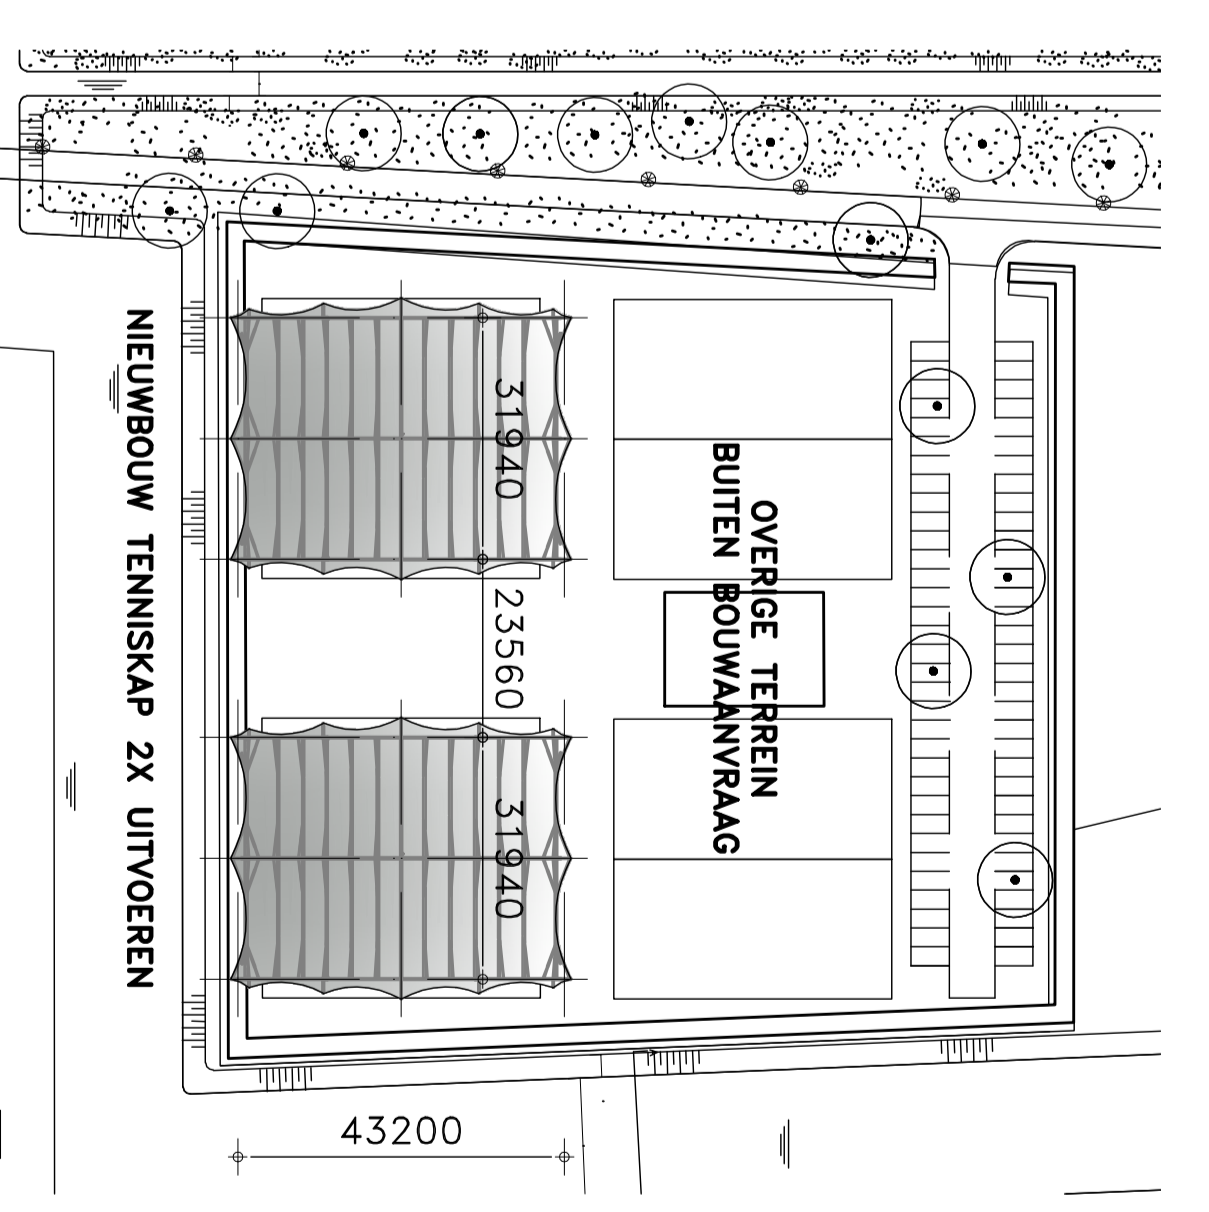 NIEUWBOUW TENNISKAP 2X UITVOEREN
31940
23560
31940
OVERIGE TERREIN
BUITEN BOUWAANVRAAG
43200